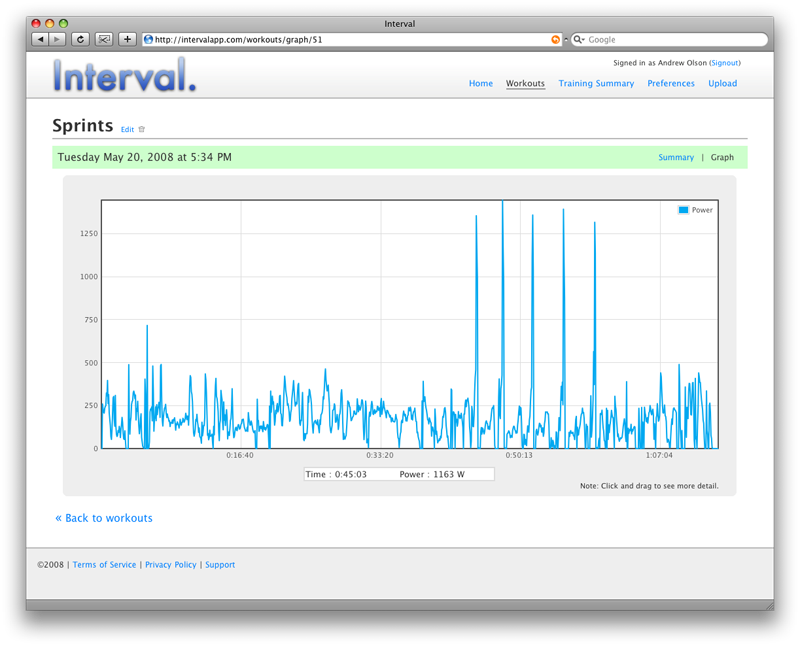 Interval
http://intervalapp.com/workouts/graph/51
Google
Interval.
Signed in as Andrew Olson (Signout)
Home Workouts Training Summary Preferences Upload
Sprints Edit
Tuesday May 20, 2008 at 5:34 PM
Summary | Graph
Power
1250
1000
750
500
250
0
0:16:40 0:33:20 0:50:13 1:07:04
Time : 0:45:03 Power : 1163 W
Note: Click and drag to see more detail.
« Back to workouts
©2008 | Terms of Service | Privacy Policy | Support